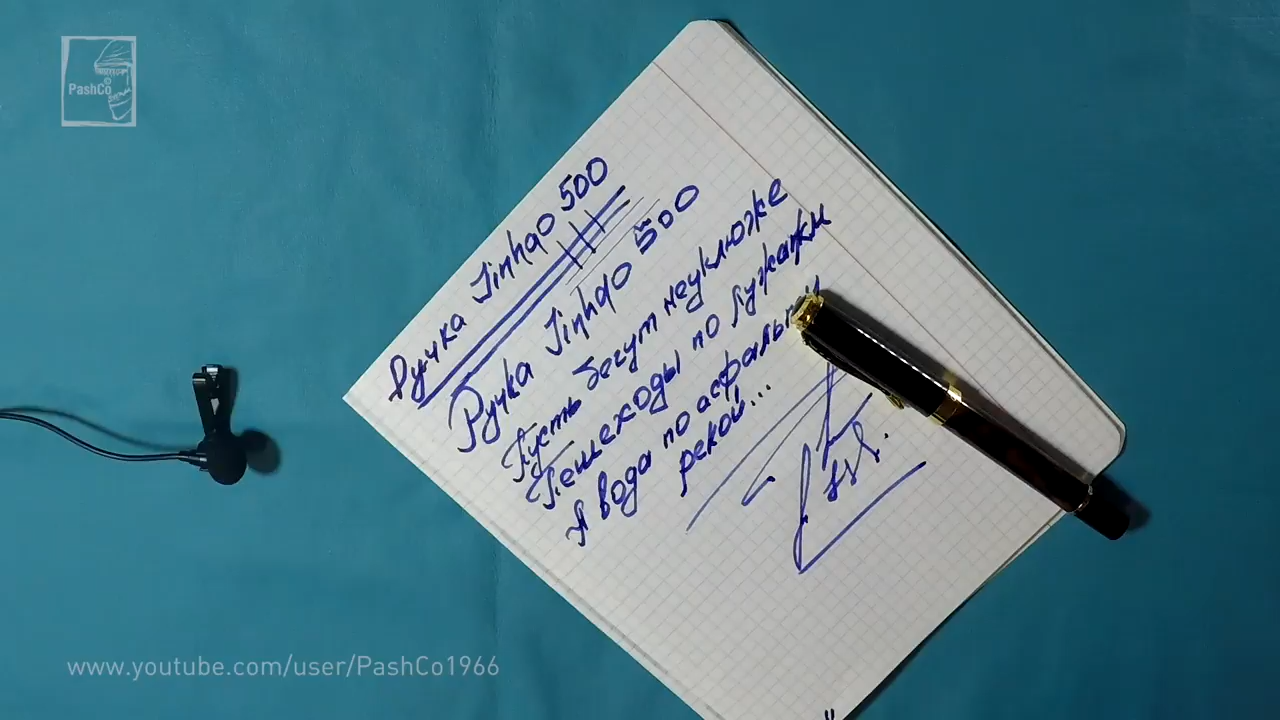 PashCo
Ручка Jinhao 500
Ручка Jinhao 500
Пусть бегут неуклюже
Пешеходы по лужам
А вода по асфальту
рекой...
www.youtube.com/user/PashCo1966